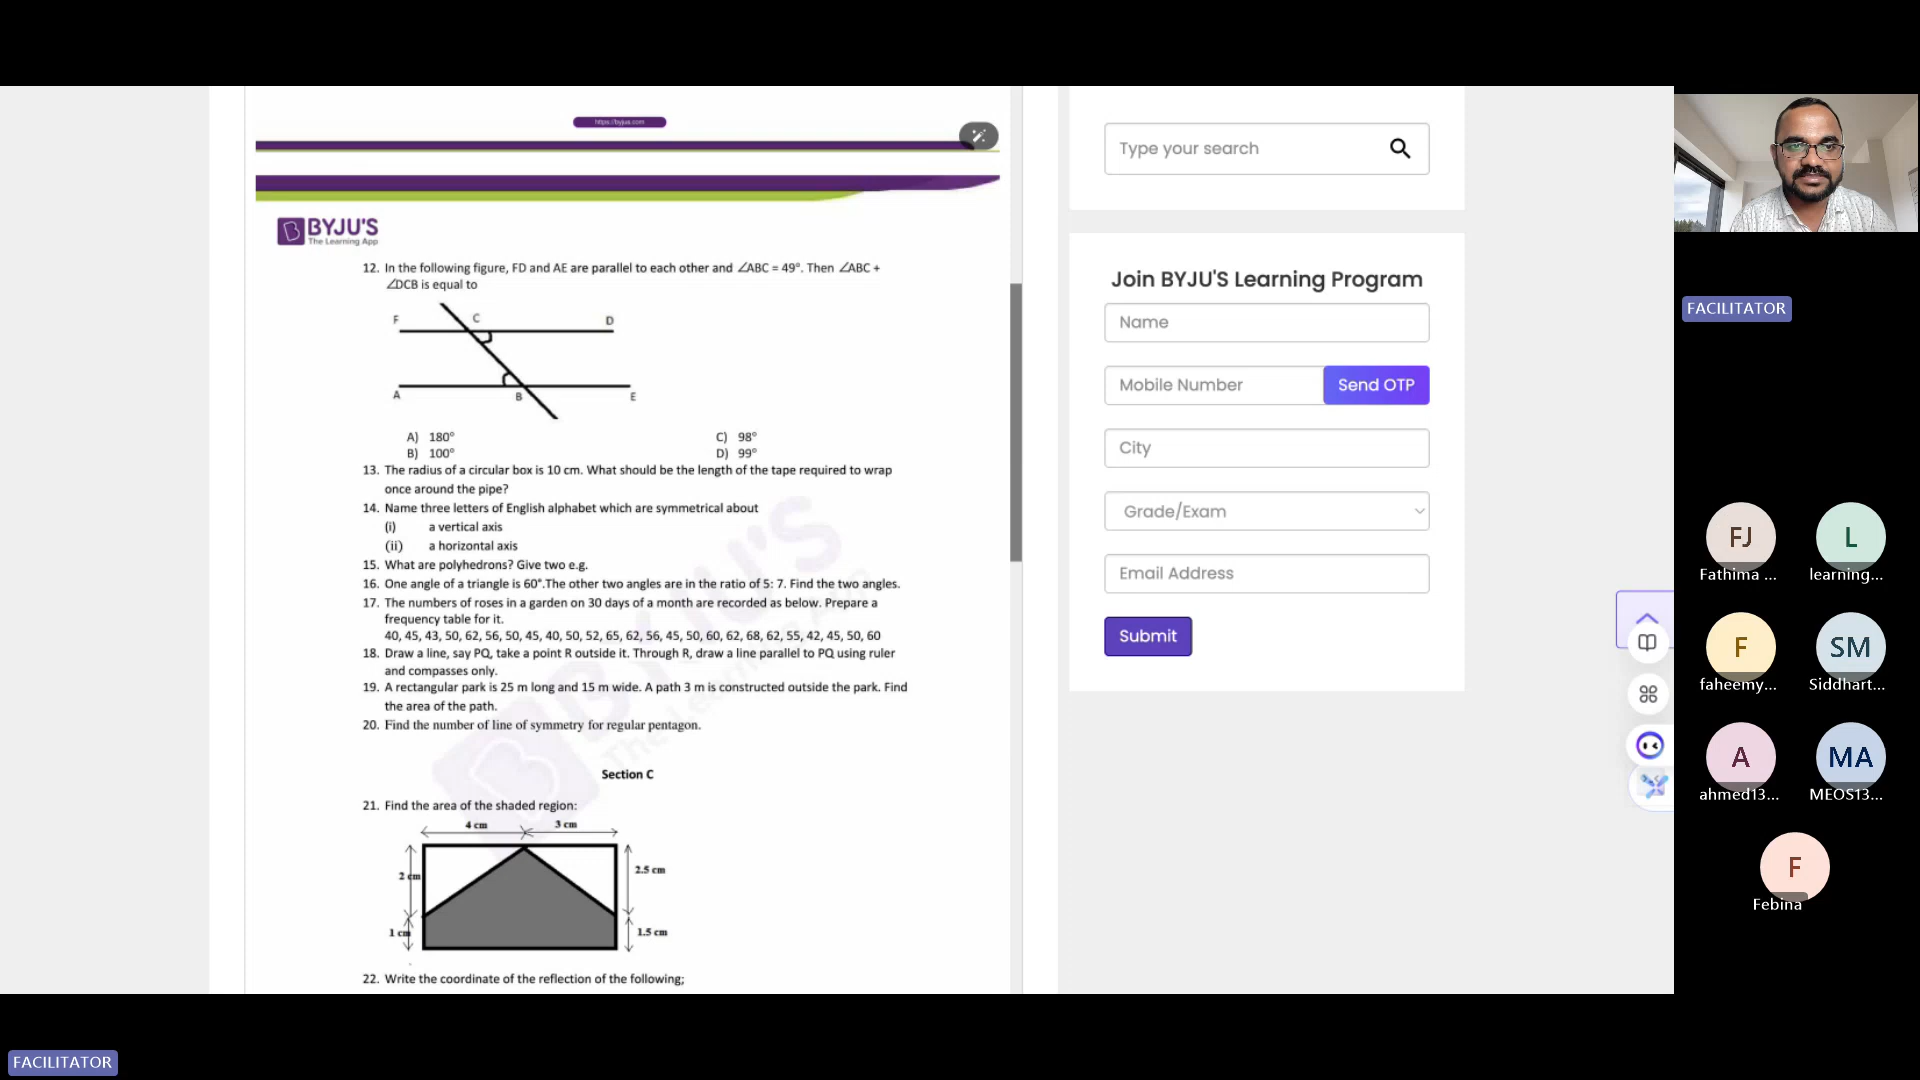 https://byjus.com
BYJU'S
The Learning App
12. In the following figure, FD and AE are parallel to each other and ∠ABC = 49°. Then ∠ABC +
∠DCB is equal to
F C D
A B E
A) 180° C) 98°
B) 100° D) 99°
13. The radius of a circular box is 10 cm. What should be the length of the tape required to wrap
once around the pipe?
14. Name three letters of English alphabet which are symmetrical about
(i) a vertical axis
(ii) a horizontal axis
15. What are polyhedrons? Give two e.g.
16. One angle of a triangle is 60°.The other two angles are in the ratio of 5: 7. Find the two angles.
17. The numbers of roses in a garden on 30 days of a month are recorded as below. Prepare a
frequency table for it.
40, 45, 43, 50, 62, 56, 50, 45, 40, 50, 52, 65, 62, 56, 45, 50, 60, 62, 68, 62, 55, 42, 45, 50, 60
18. Draw a line, say PQ, take a point R outside it. Through R, draw a line parallel to PQ using ruler
and compasses only.
19. A rectangular park is 25 m long and 15 m wide. A path 3 m is constructed outside the park. Find
the area of the path.
20. Find the number of line of symmetry for regular pentagon.
Section C
21. Find the area of the shaded region:
4 cm 3 cm
2 cm 2.5 cm
1 cm 1.5 cm
22. Write the coordinate of the reflection of the following;
BYJU'S
The Learning App
Type your search
Join BYJU'S Learning Program
Name
Mobile Number Send OTP
City
Grade/Exam
Email Address
Submit
FACILITATOR
FJ L
Fathima ... learning...
F SM
faheemy... Siddhart...
A MA
ahmed13... MEOS13...
F
Febina
FACILITATOR